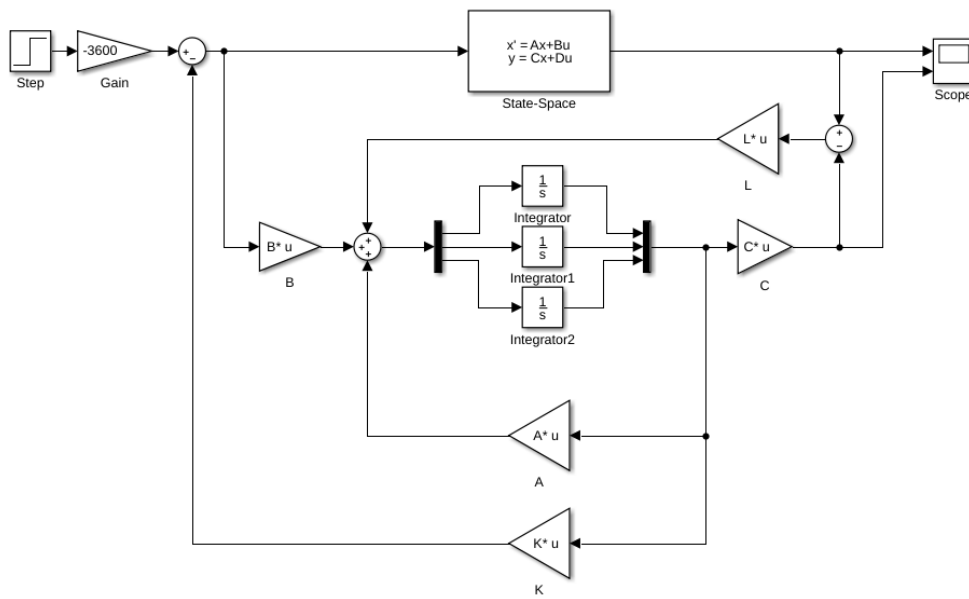 Step
-3600
Gain
x' = Ax+Bu
y = Cx+Du
State-Space
Scope
L* u
L
1
s
Integrator
B* u
B
1
s
Integrator1
C* u
C
1
s
Integrator2
A* u
A
K* u
K